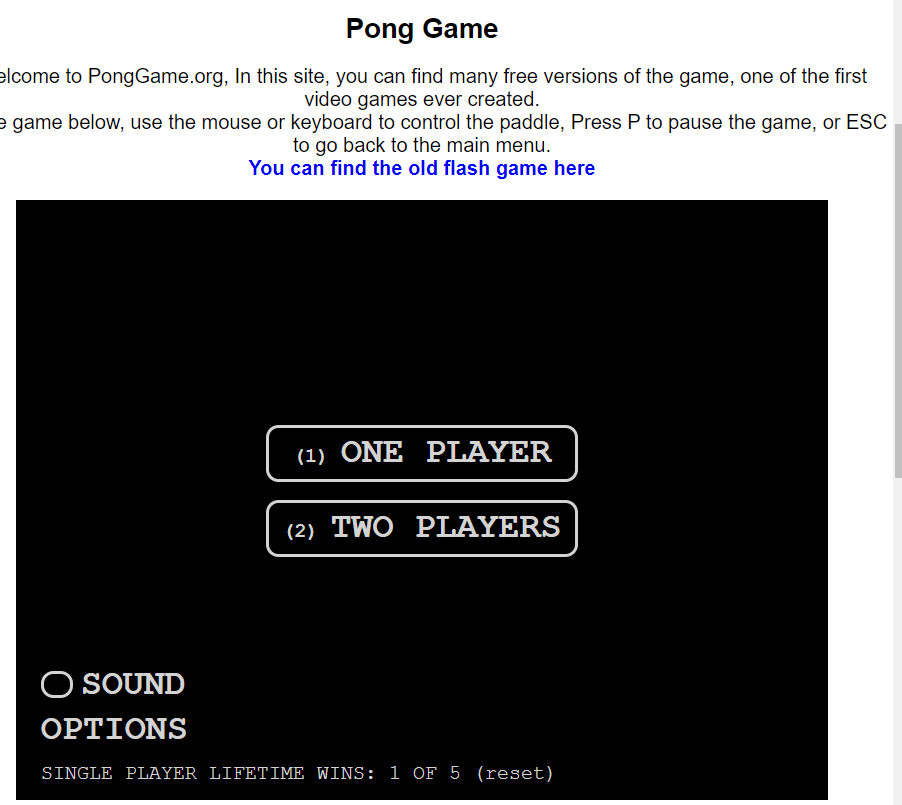 Pong Game
elcome to PongGame.org, In this site, you can find many free versions of the game, one of the first
video games ever created.
e game below, use the mouse or keyboard to control the paddle, Press P to pause the game, or ESC
to go back to the main menu.
You can find the old flash game here
(1) ONE PLAYER
(2) TWO PLAYERS
SOUND
OPTIONS
SINGLE PLAYER LIFETIME WINS: 1 OF 5 (reset)